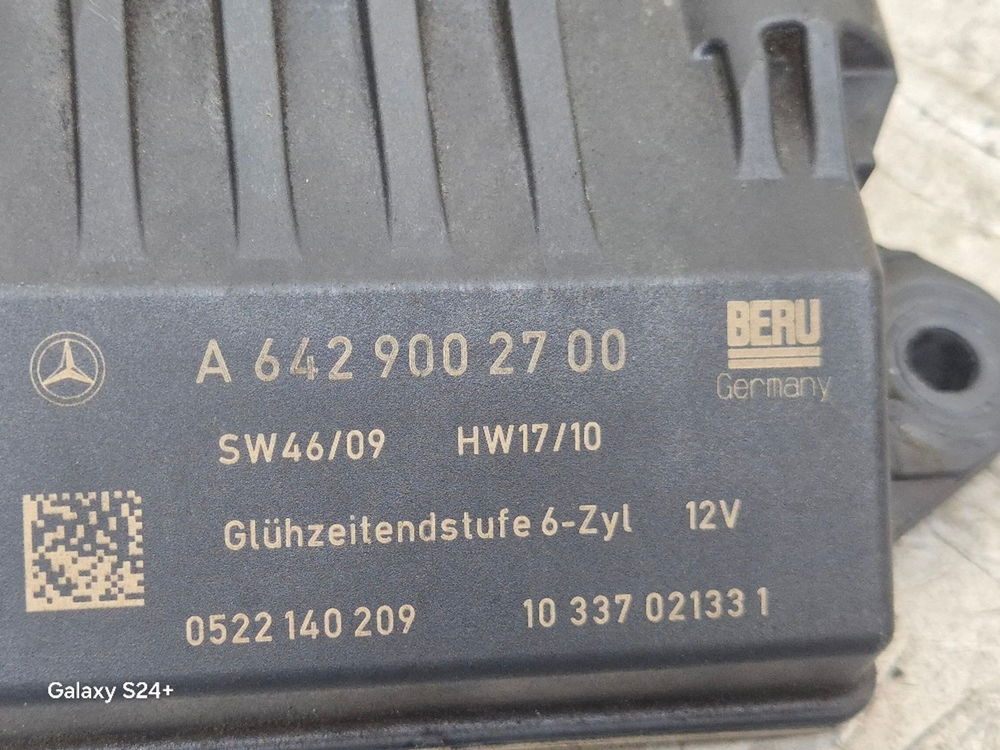 BERU
Germany
A 642 900 27 00
SW46/09 HW17/10
Glühzeitendstufe 6-Zyl 12V
0522 140 209 10 337 02133 1
Galaxy S24+